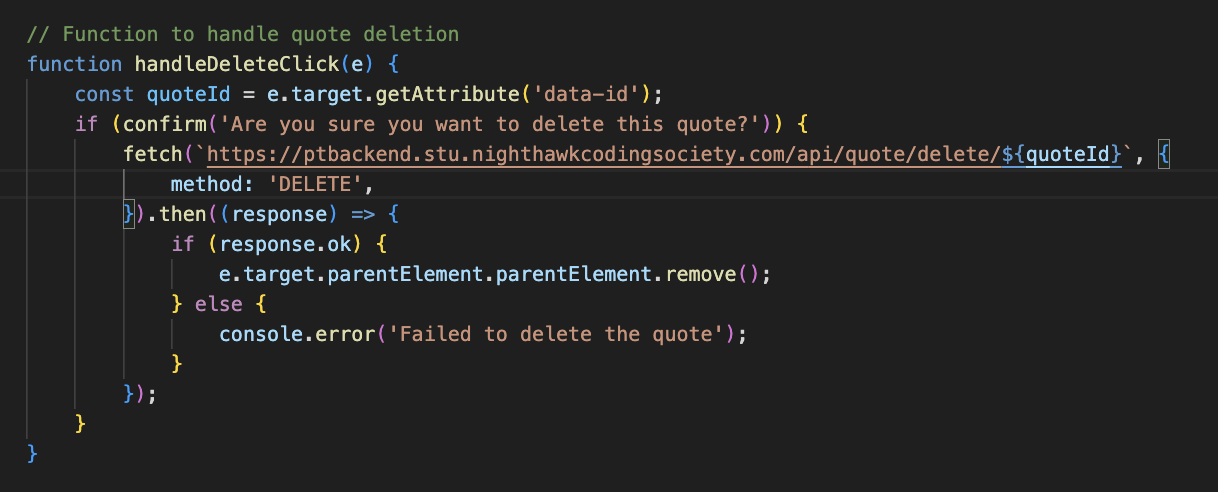 // Function to handle quote deletion
function handleDeleteClick(e) {
    const quoteId = e.target.getAttribute('data-id');
    if (confirm('Are you sure you want to delete this quote?')) {
        fetch(`https://ptbackend.stu.nighthawkcodingsociety.com/api/quote/delete/${quoteId}`, {
            method: 'DELETE',
        }).then((response) => {
            if (response.ok) {
                e.target.parentElement.parentElement.remove();
            } else {
                console.error('Failed to delete the quote');
            }
        });
    }
}